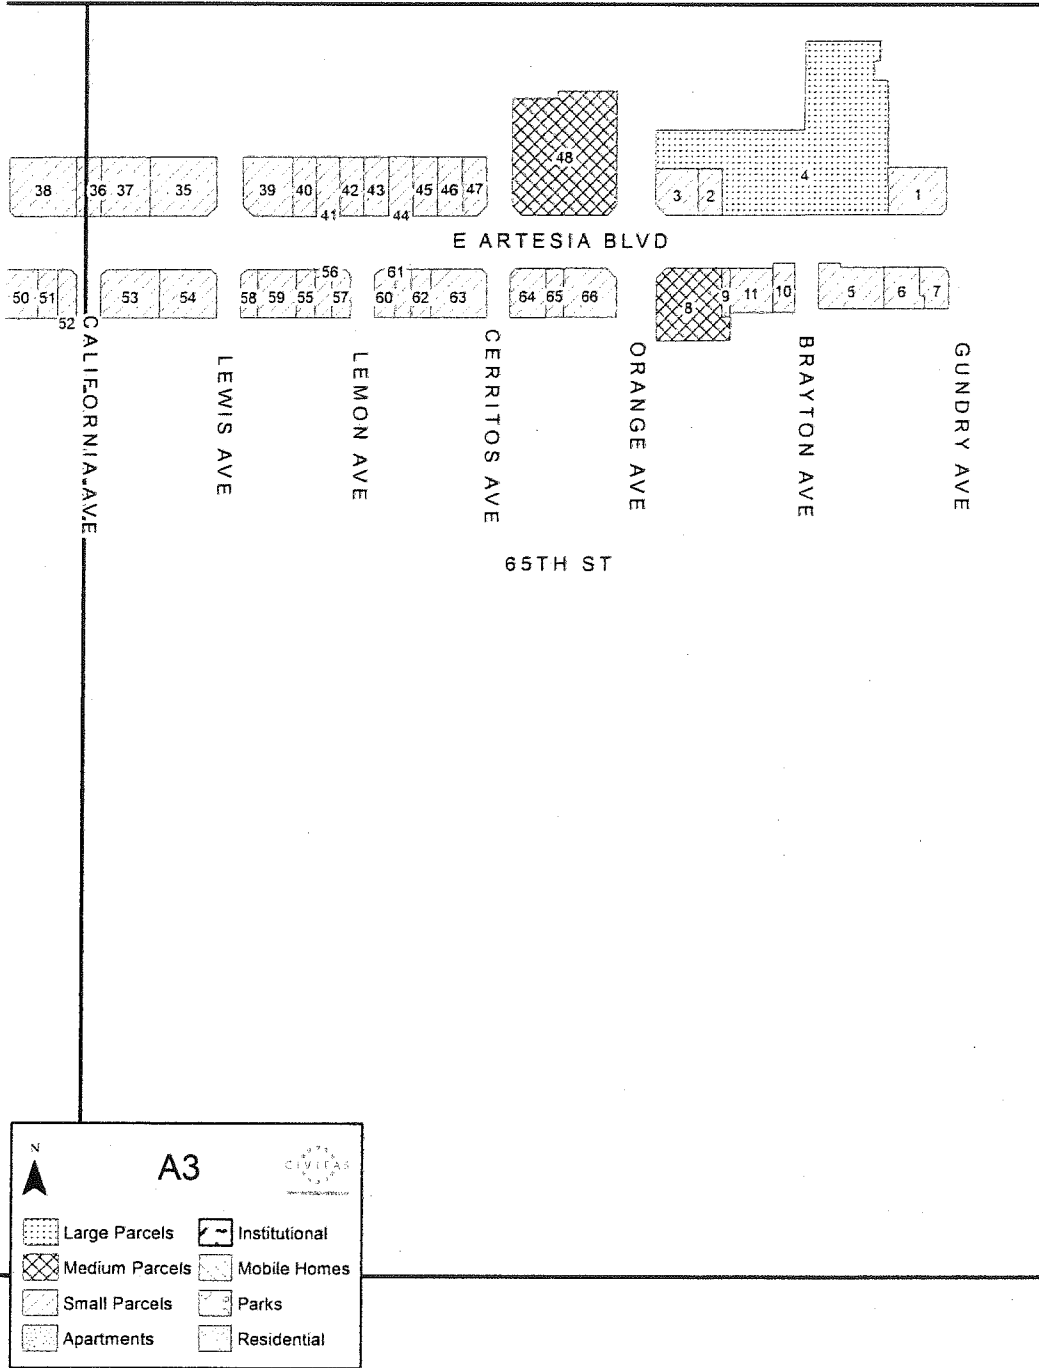 48
4
38 36 37 35 39 40 42 43 45 46 47 3 2 1
41 44
E ARTESIA BLVD
56 61
50 51 53 54 58 59 55 57 60 62 63 64 65 66 8 9 11 10 5 6 7
52
CALIFORNIA AVE
LEWIS AVE
LEMON AVE
CERRITOS AVE
ORANGE AVE
BRAYTON AVE
GUNDRY AVE
65TH ST
N
A3
CIVITAS
Large Parcels
Institutional
Medium Parcels
Mobile Homes
Small Parcels
Parks
Apartments
Residential